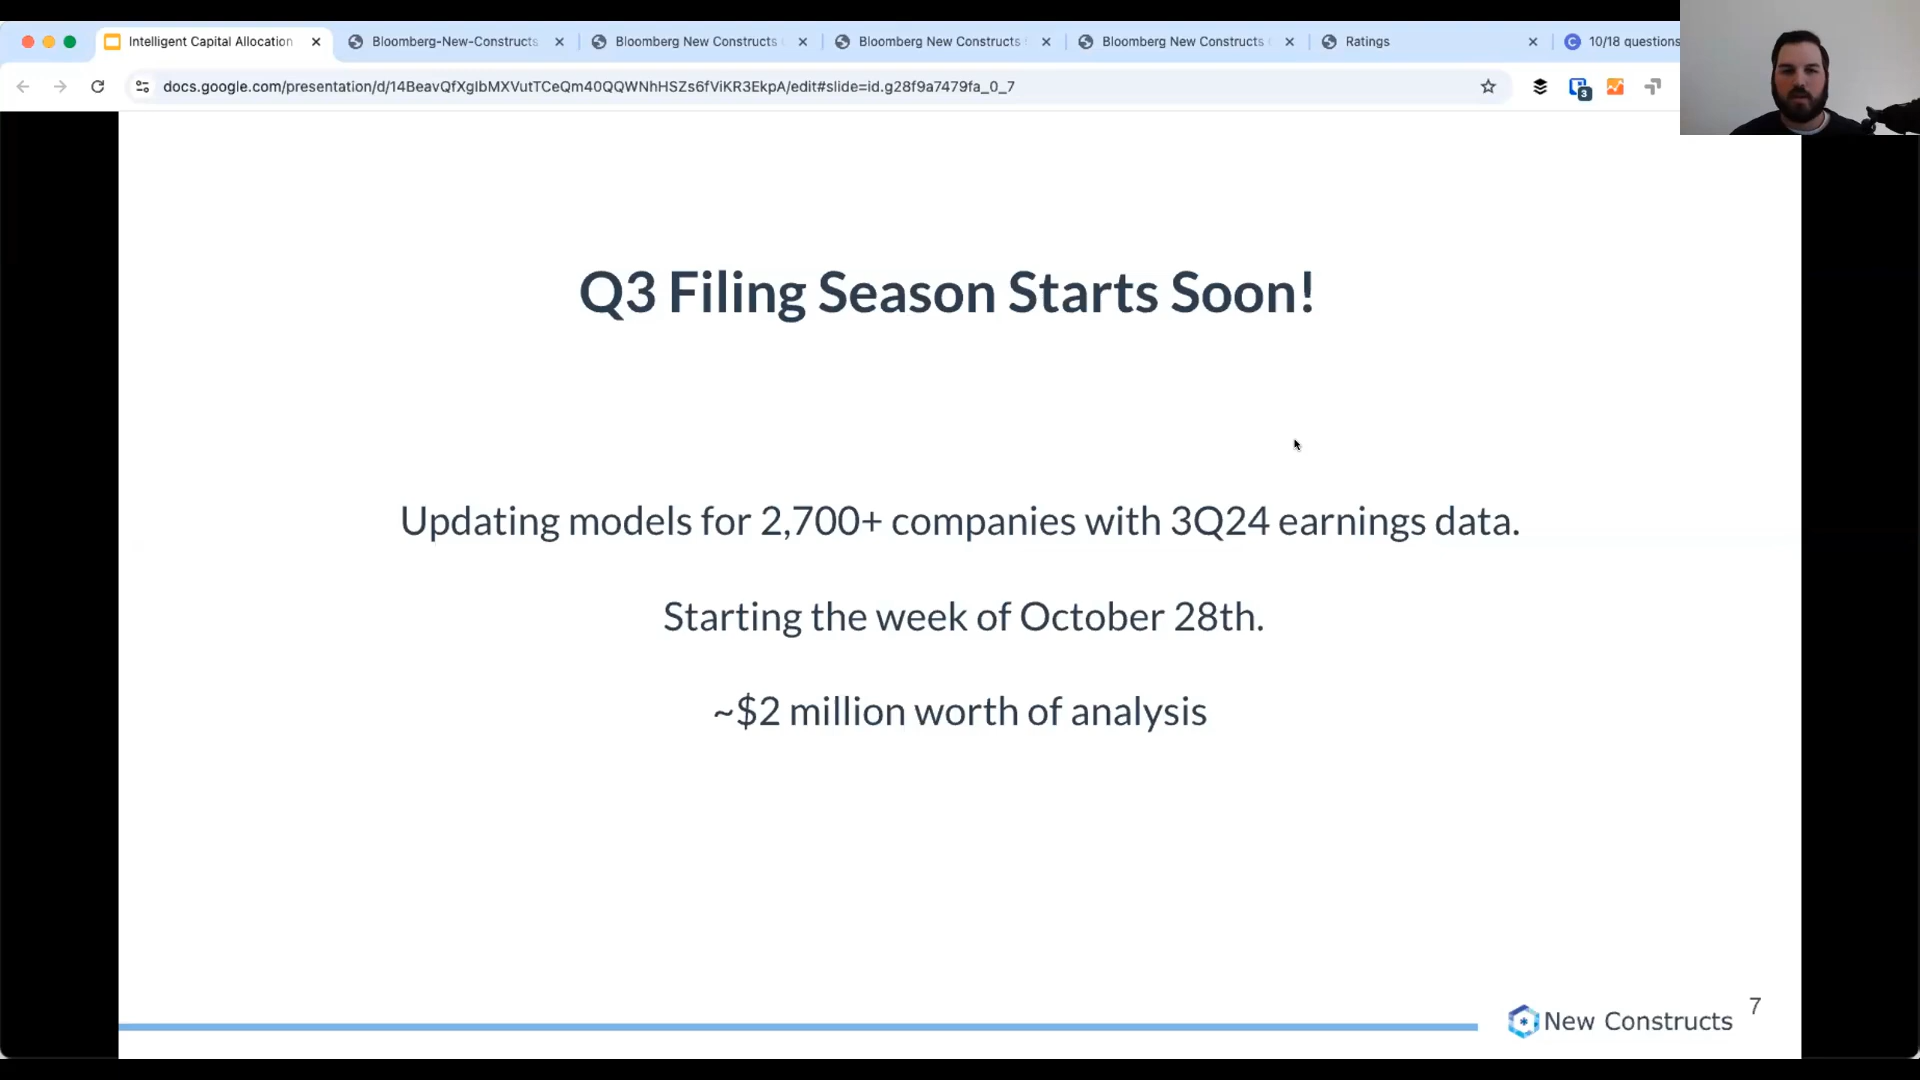 Intelligent Capital Allocation
Bloomberg-New-Constructs
Bloomberg New Constructs
Bloomberg New Constructs
Bloomberg New Constructs
Ratings
10/18 questions
docs.google.com/presentation/d/14BeavQfXgIbMXVutTCeQm40QQWNhHSZs6fViKR3EkpA/edit#slide=id.g28f9a7479fa_0_7
3
Q3 Filing Season Starts Soon!
Updating models for 2,700+ companies with 3Q24 earnings data.
Starting the week of October 28th.
~$2 million worth of analysis
New Constructs
7